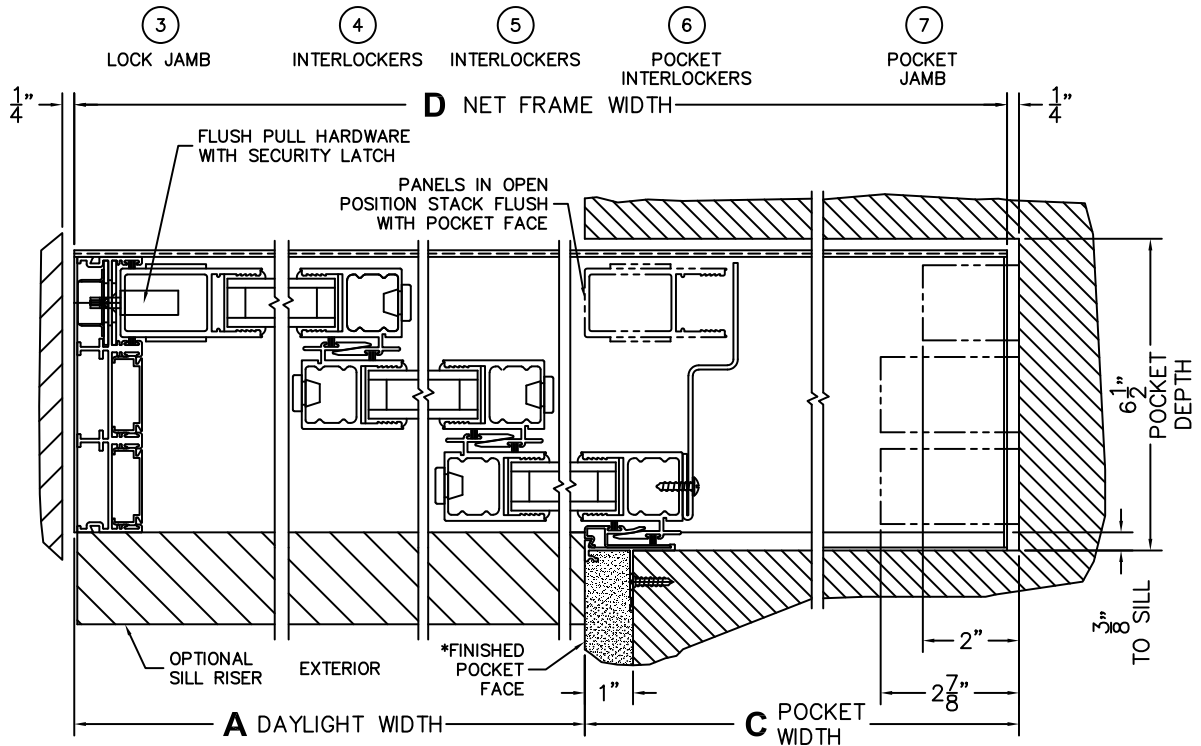 3
LOCK JAMB
4
INTERLOCKERS
5
INTERLOCKERS
6
POCKET
INTERLOCKERS
7
POCKET
JAMB
1/4"
D NET FRAME WIDTH
1/4"
FLUSH PULL HARDWARE
WITH SECURITY LATCH
PANELS IN OPEN
POSITION STACK FLUSH
WITH POCKET FACE
6 1/2"
POCKET
DEPTH
3/8"
TO SILL
OPTIONAL
SILL RISER
EXTERIOR
*FINISHED
POCKET
FACE
1"
2"
2 7/8"
A DAYLIGHT WIDTH
C POCKET
WIDTH